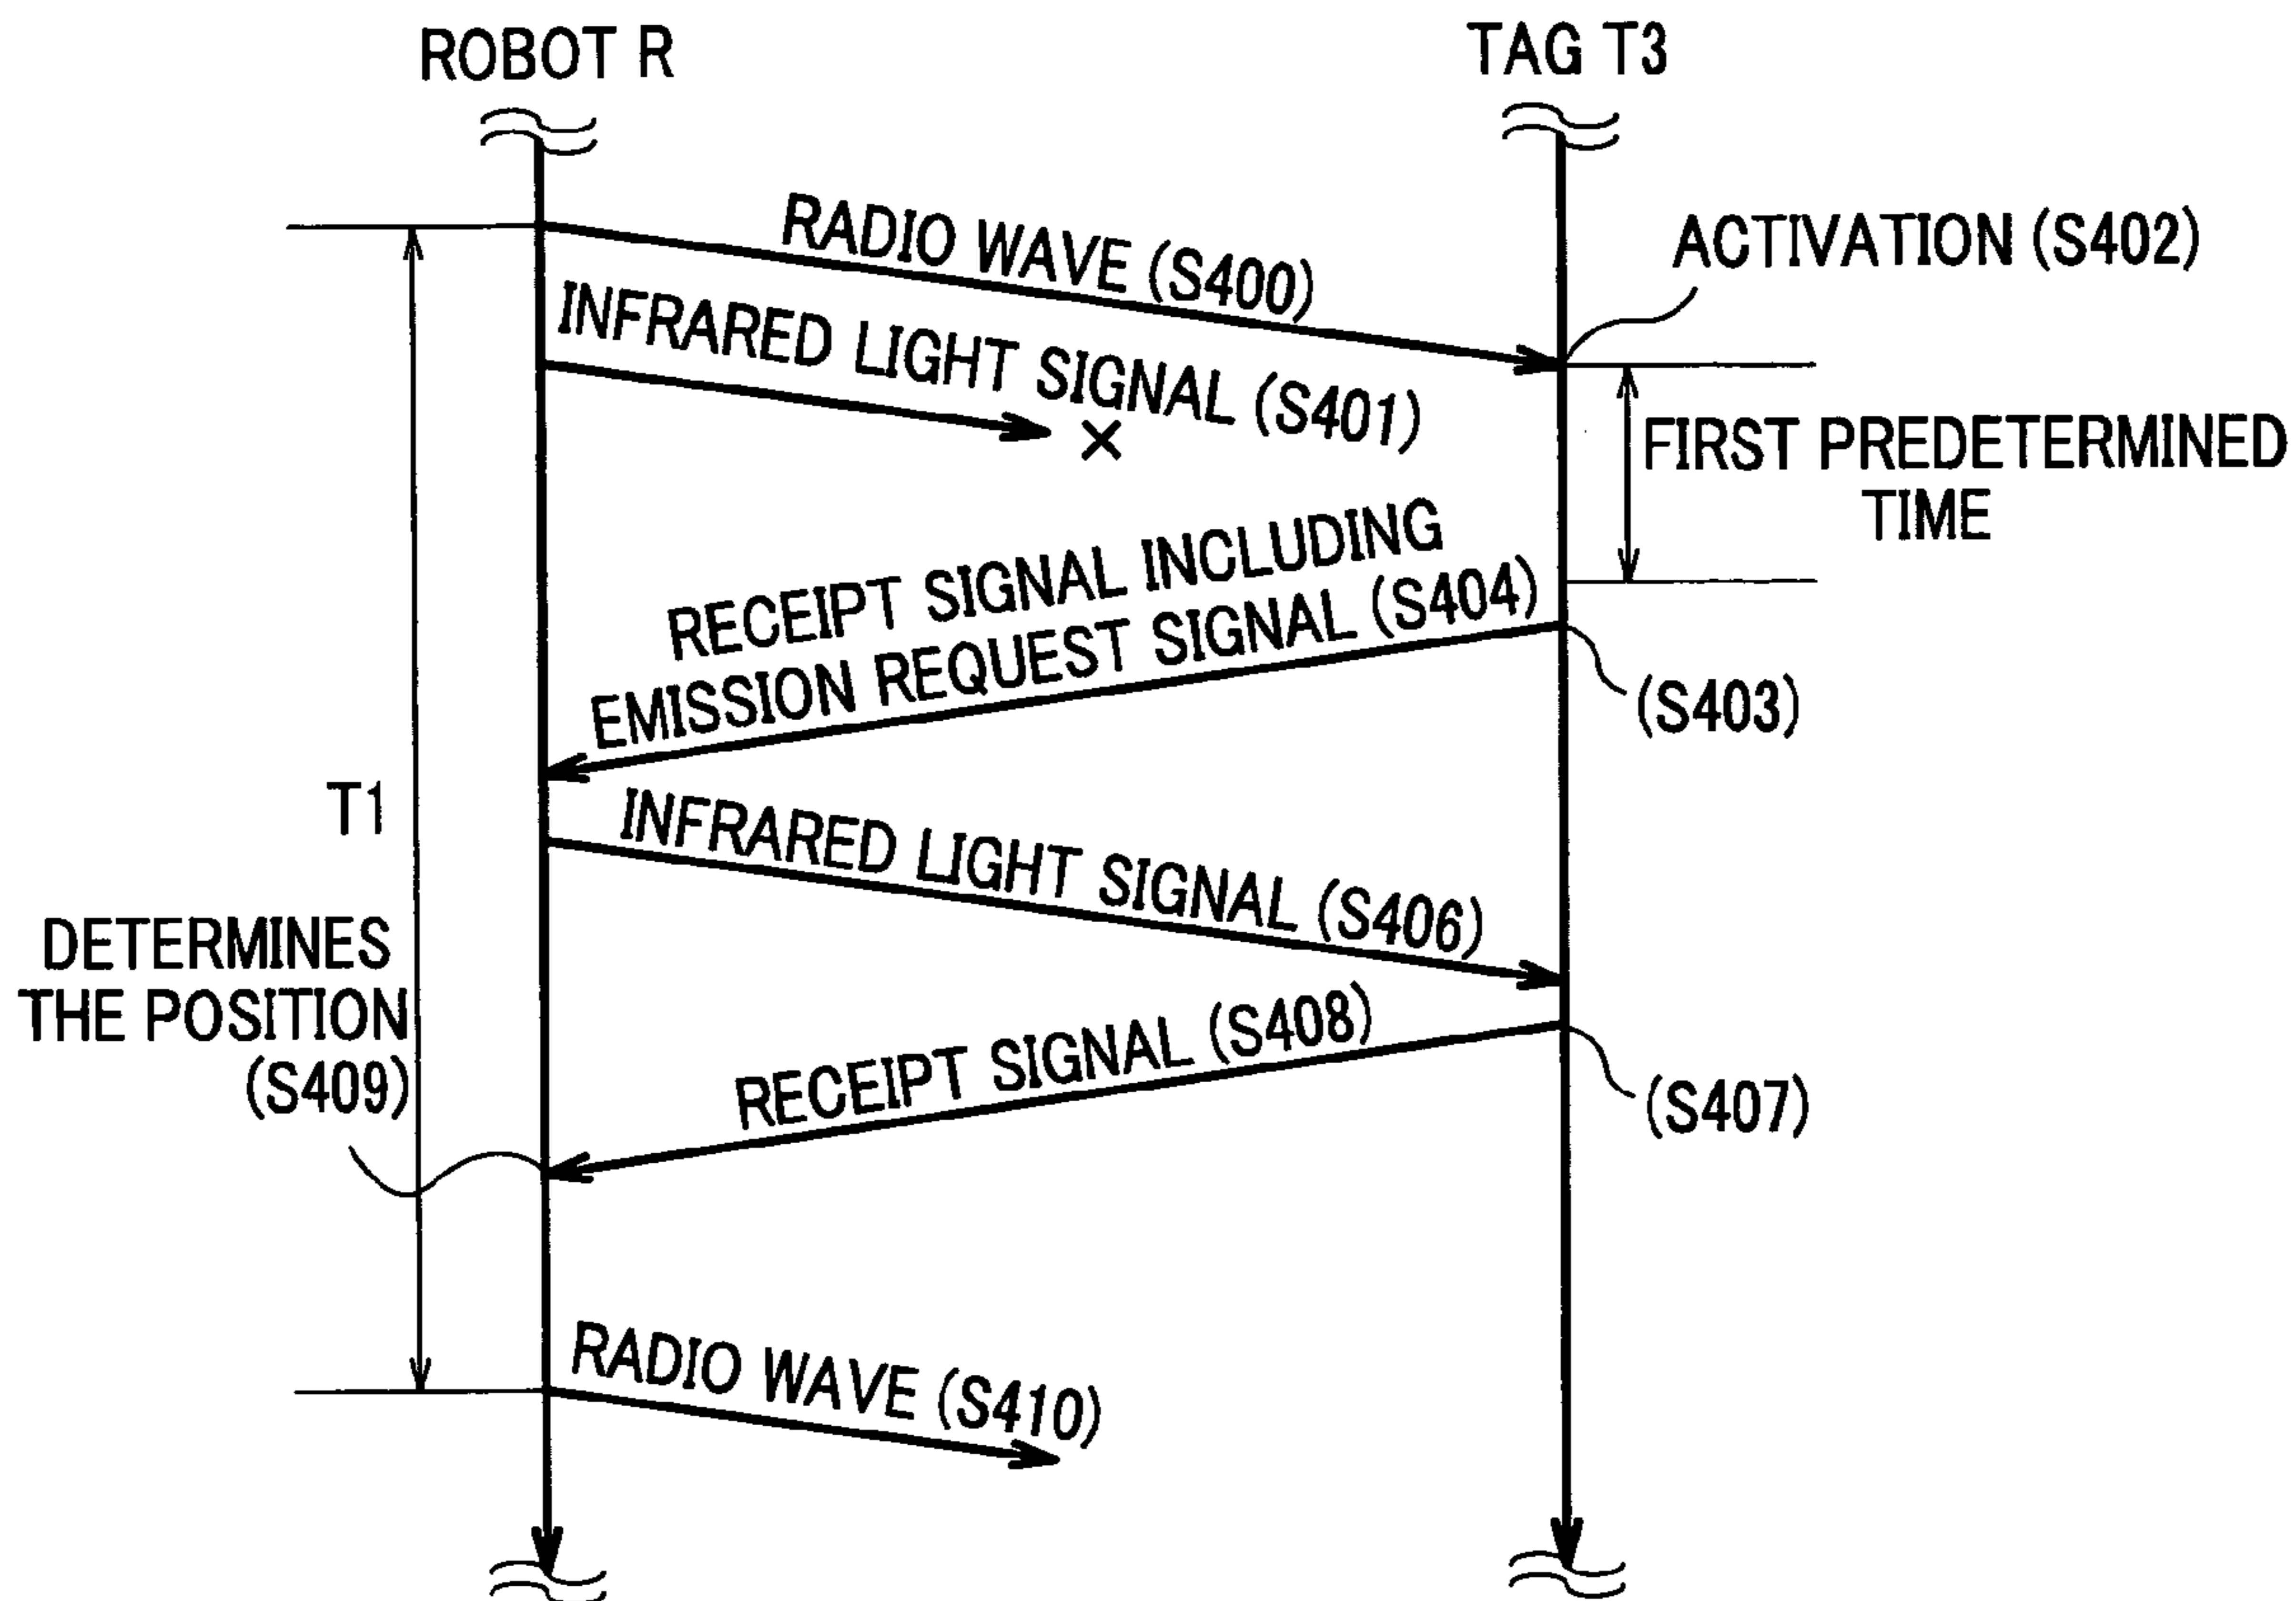 ROBOT R
TAG T3
RADIO WAVE (S400)
ACTIVATION (S402)
INFRARED LIGHT SIGNAL (S401)
×
FIRST PREDETERMINED
TIME
RECEIPT SIGNAL INCLUDING
EMISSION REQUEST SIGNAL (S404)
(S403)
T1
INFRARED LIGHT SIGNAL (S406)
DETERMINES
THE POSITION
(S409)
RECEIPT SIGNAL (S408)
(S407)
RADIO WAVE (S410)